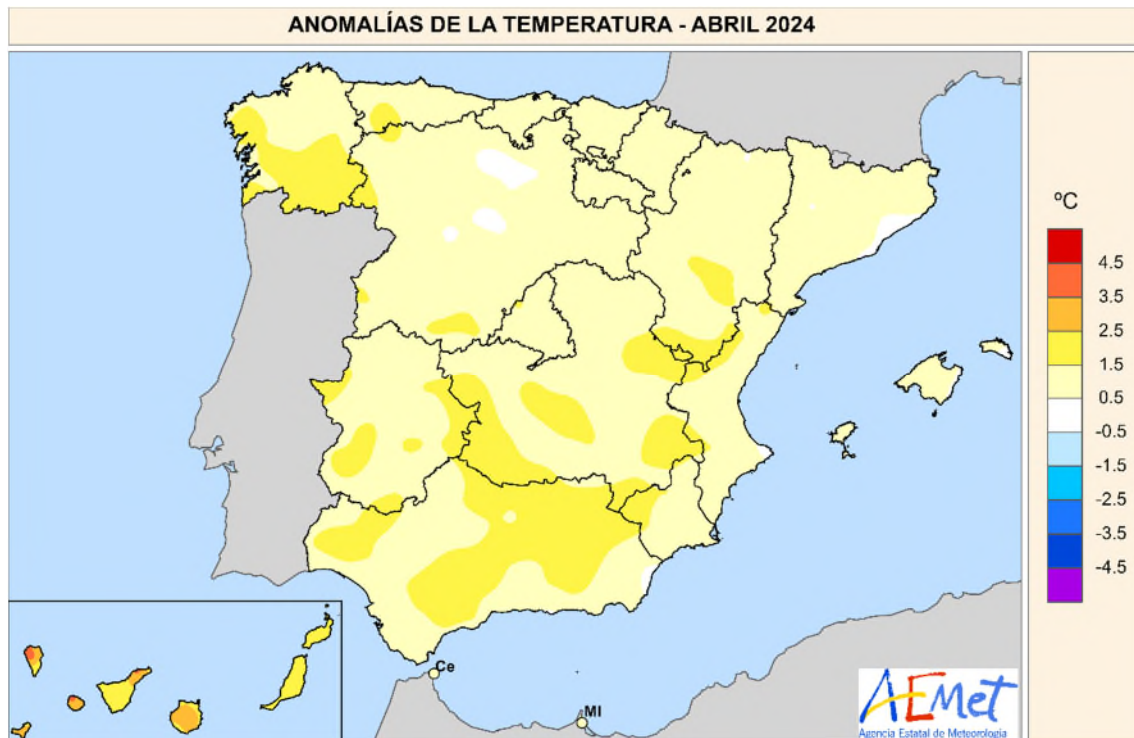 ANOMALÍAS DE LA TEMPERATURA - ABRIL 2024
ºC
4.5
3.5
2.5
1.5
0.5
-0.5
-1.5
-2.5
-3.5
-4.5
Ce
Ml
AEMet
Agencia Estatal de Meteorología